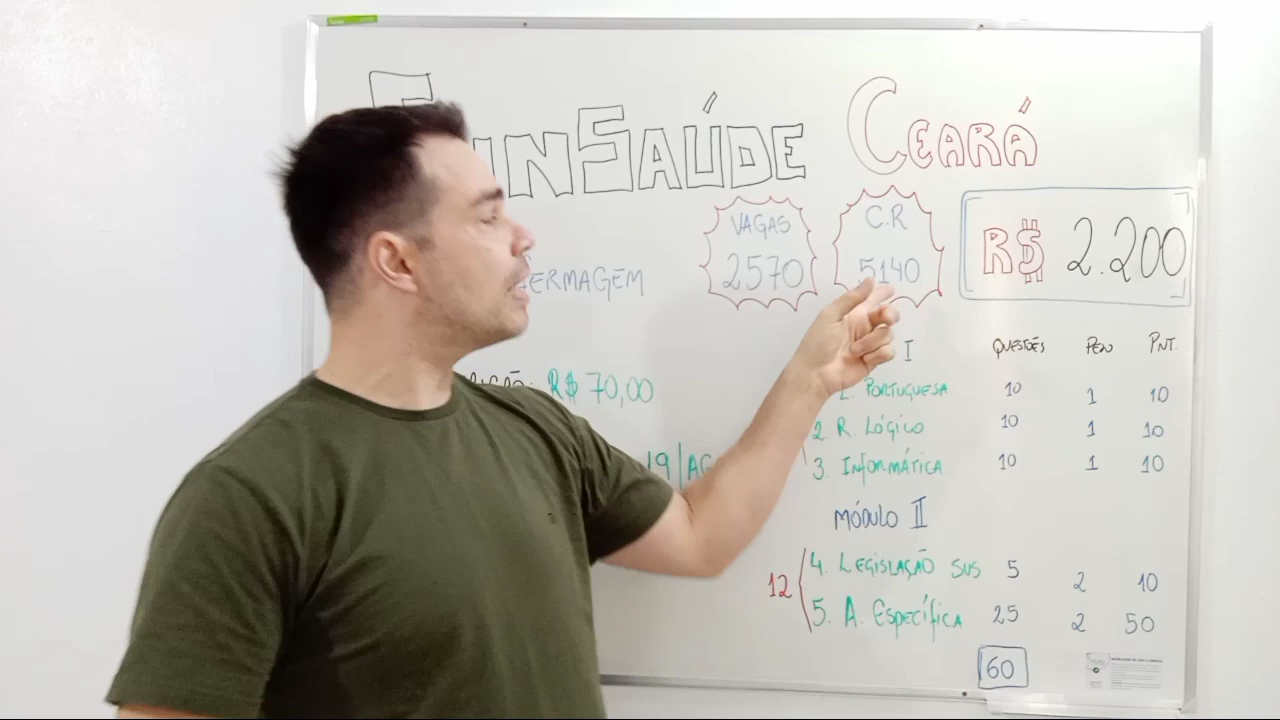 FUNSAÚDE CEARÁ
VAGAS
2570
C.R
5140
R$ 2.200
ERMAGEM
R$ 70,00
19/AG
I
QUESTÕES PESO PNT.
1. PORTUGUESA 10 1 10
2. R. LÓGICO 10 1 10
3. INFORMÁTICA 10 1 10
MÓDULO II
12
4. LEGISLAÇÃO SUS 5 2 10
5. A. ESPECÍFICA 25 2 50
60